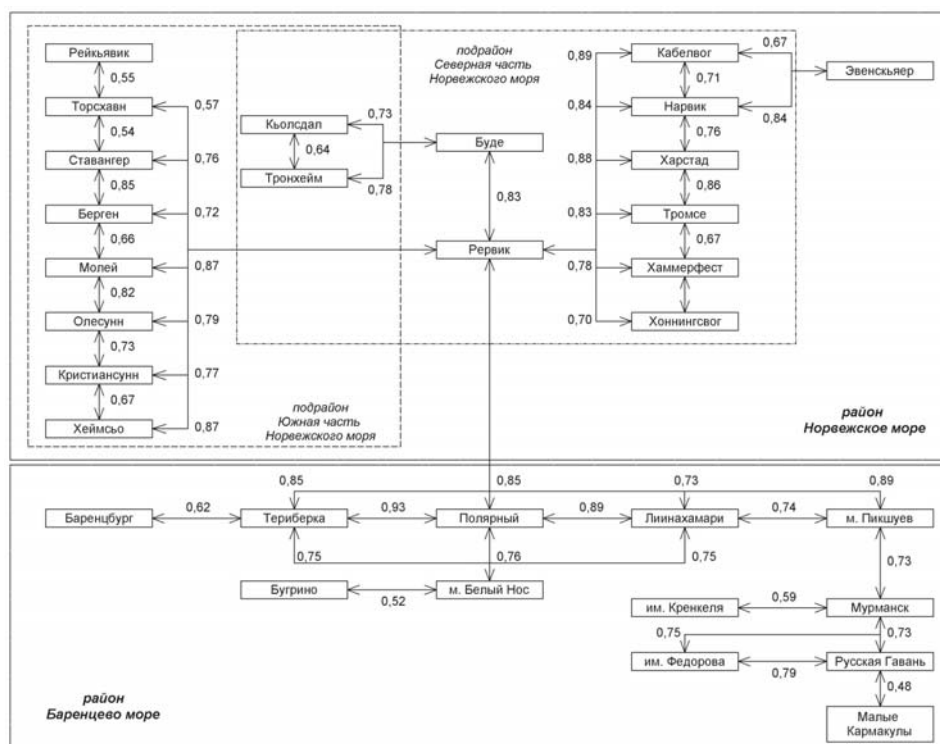 подрайон
Северная часть
Норвежского моря
Рейкьявик
0,55
Торсхавн
0,57
0,54
Ставангер
0,76
0,85
Берген
0,72
0,66
Молей
0,87
0,82
Олесунн
0,79
0,73
Кристиансунн
0,77
0,67
Хеймсьо
0,87
Кьолсдал
0,73
0,64
Тронхейм
0,78
Буде
0,83
Рервик
0,89
Кабелвог
0,67
0,71
Эвенскьяер
0,84
Нарвик
0,84
0,76
0,88
Харстад
0,86
0,83
Тромсе
0,67
0,78
Хаммерфест
0,70
Хоннингсвог
подрайон
Южная часть
Норвежского моря
район
Норвежское море
0,85
0,85
0,73
0,89
Баренцбург
0,62
Териберка
0,93
Полярный
0,89
Лиинахамари
0,74
м. Пикшуев
0,75
0,76
0,75
0,73
Бугрино
0,52
м. Белый Нос
им. Кренкеля
0,59
Мурманск
0,75
0,73
им. Федорова
0,79
Русская Гавань
0,48
Малые
Кармакулы
район
Баренцево море